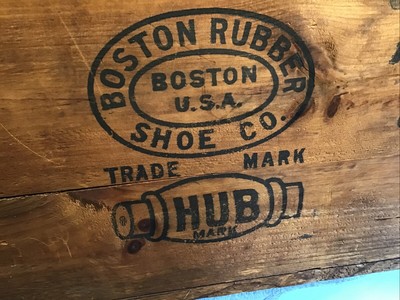 BOSTON RUBBER
BOSTON
U.S.A.
SHOE CO.
TRADE MARK
HUB
MARK